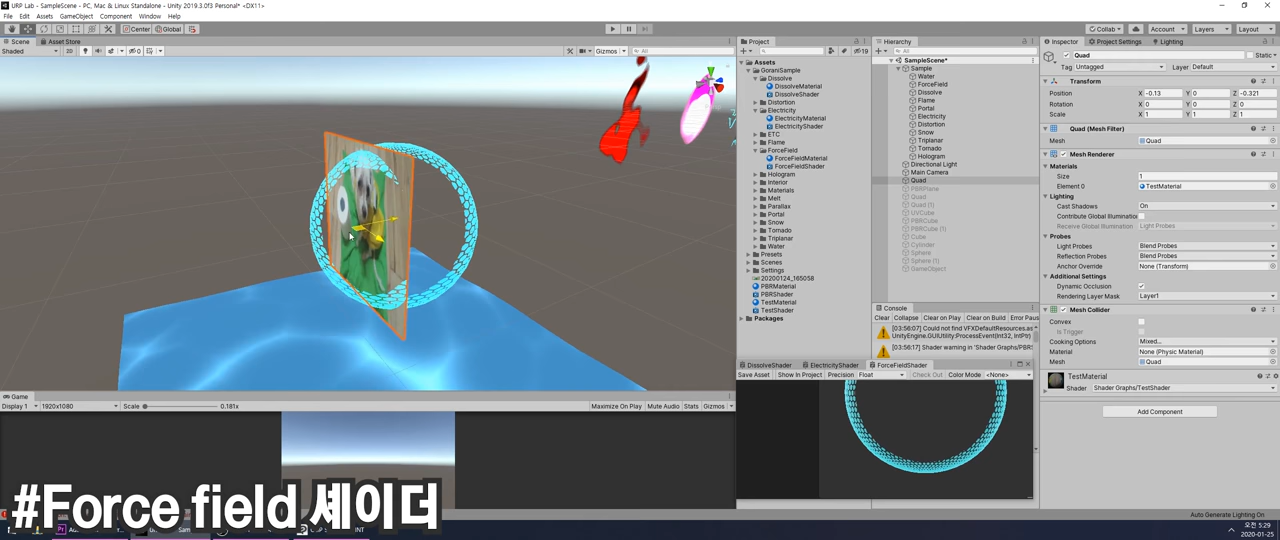 URP Lab - SampleScene - PC, Mac & Linux Standalone - Unity 2019.3.0f3 Personal* <DX11>
File Edit Assets GameObject Component Window Help
Center Global
Collab Account Layers Layout
Scene Asset Store
Shaded 2D 0 Gizmos All
Project
19
Assets
GoraniSample
Dissolve
DissolveMaterial
DissolveShader
Distortion
Electricity
ElectricityMaterial
ElectricityShader
ETC
Flame
ForceField
ForceFieldMaterial
ForceFieldShader
Hologram
Interior
Materials
Melt
Parallax
Portal
Snow
Tornado
Triplanar
Water
Presets
Scenes
Settings
20200124_165058
PBRMaterial
PBRShader
TestMaterial
TestShader
Packages
Hierarchy
All
SampleScene*
Sample
Water
ForceField
Dissolve
Flame
Portal
Electricity
Distortion
Snow
Triplanar
Tornado
Hologram
Directional Light
Main Camera
Quad
PBRPlane
Quad
Quad (1)
UVCube
PBRCube
PBRCube (1)
Cube
Cylinder
Sphere
Sphere (1)
GameObject
Console
Clear Collapse Clear on Play Clear on Build Error Paus
[03:56:07] Could not find VFXDefaultResources.as
UnityEngine.GUIUtility:ProcessEvent(Int32, IntPtr)
[03:56:17] Shader warning in 'Shader Graphs/PBRS
DissolveShader ElectricityShader ForceFieldShader
Save Asset Show In Project Precision Float Check Out Color Mode <None>
Inspector Project Settings Lighting
Quad Static
Tag Untagged Layer Default
Transform
Position X -0.13 Y 0 Z -0.321
Rotation X 0 Y 0 Z 0
Scale X 1 Y 1 Z 1
Quad (Mesh Filter)
Mesh Quad
Mesh Renderer
Materials
Size 1
Element 0 TestMaterial
Lighting
Cast Shadows On
Contribute Global Illumination
Receive Global Illumination Light Probes
Probes
Light Probes Blend Probes
Reflection Probes Blend Probes
Anchor Override None (Transform)
Additional Settings
Dynamic Occlusion
Rendering Layer Mask Layer1
Mesh Collider
Convex
Is Trigger
Cooking Options Mixed...
Material None (Physic Material)
Mesh Quad
TestMaterial
Shader Shader Graphs/TestShader
Add Component
Game
Display 1 1920x1080 Scale 0.181x Maximize On Play Mute Audio Stats Gizmos
#Force field 셰이더
Auto Generate Lighting On
오전 5:29
2020-01-25